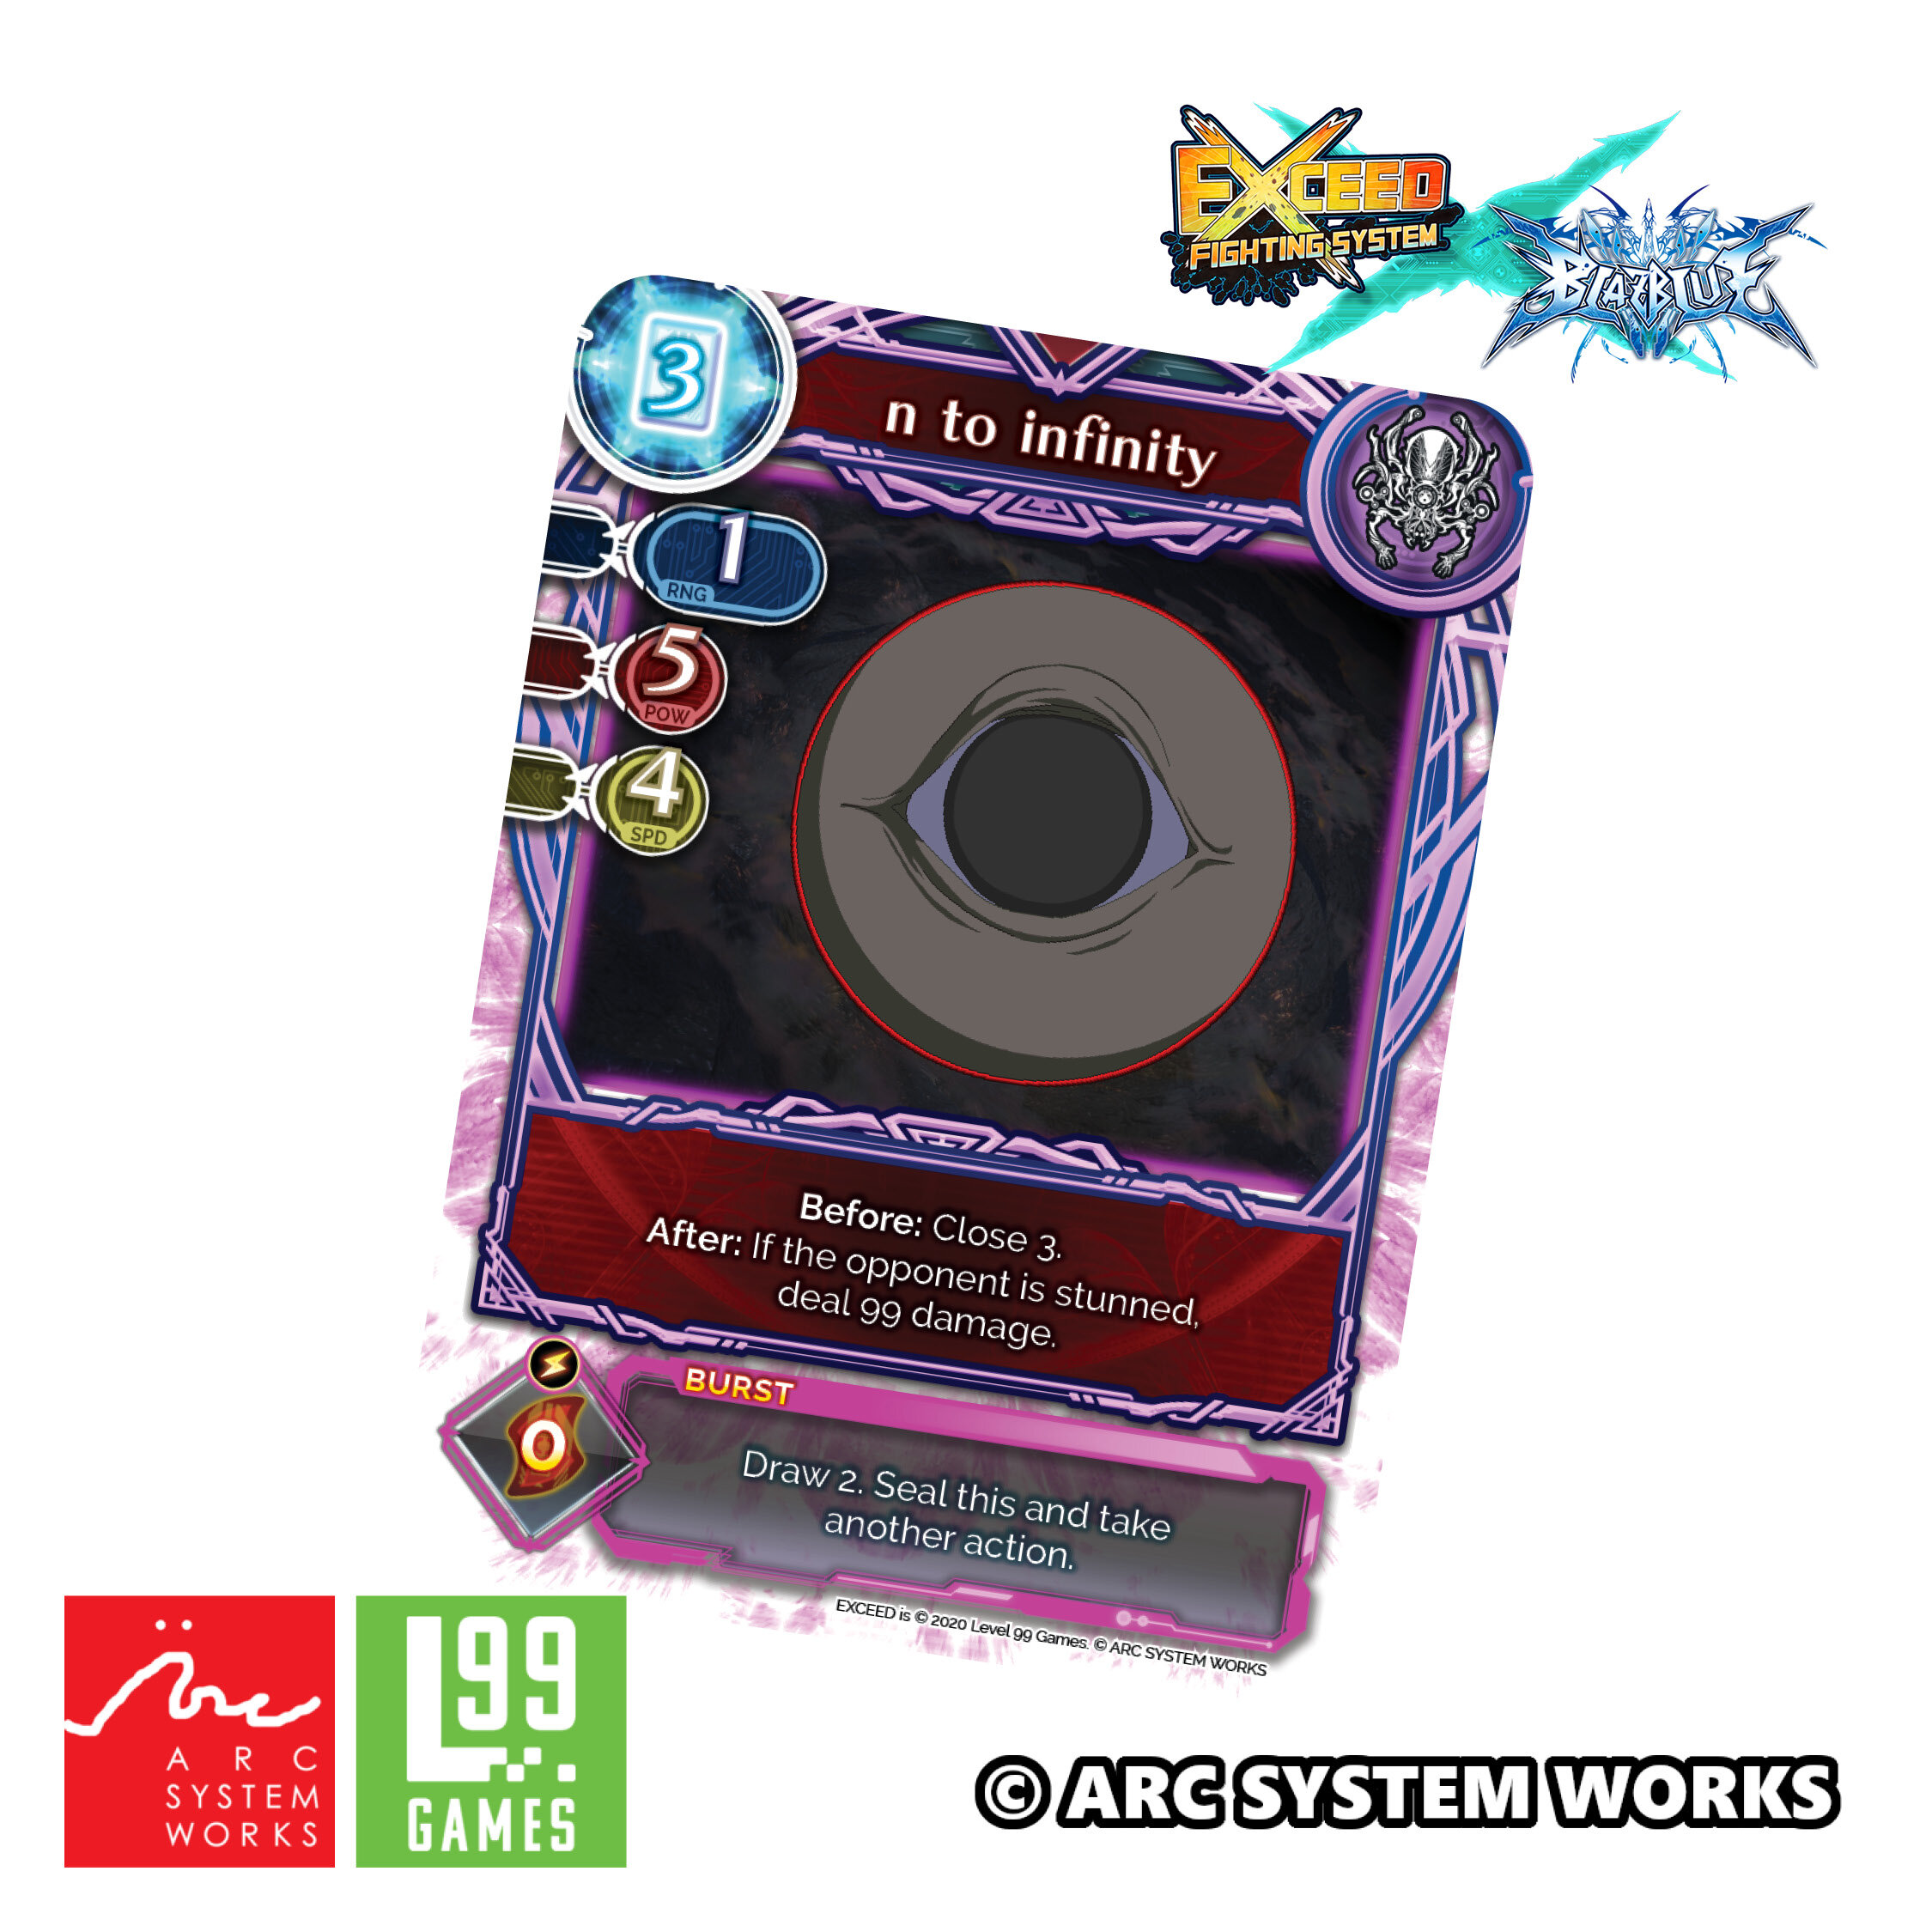 EXCEED
FIGHTING SYSTEM
BLAZBLUE
3
n to infinity
1
RNG
5
POW
4
SPD
Before: Close 3.
After: If the opponent is stunned,
deal 99 damage.
BURST
0
Draw 2. Seal this and take
another action.
EXCEED is © 2020 Level 99 Games. © ARC SYSTEM WORKS
Arc
ARC
SYSTEM
WORKS
L99
GAMES
© ARC SYSTEM WORKS